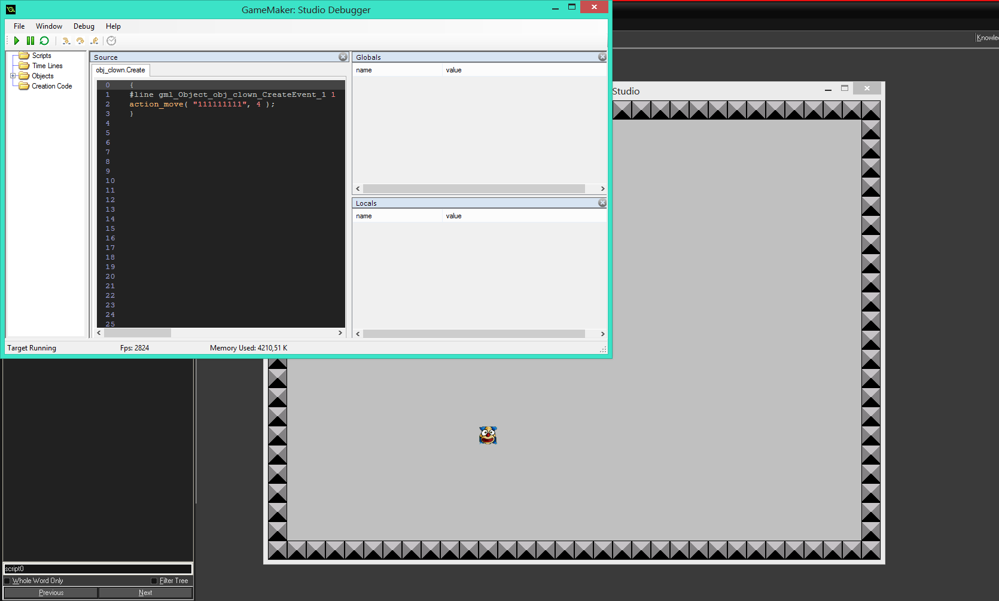 GameMaker: Studio Debugger
File Window Debug Help
Knowle
Scripts
Time Lines
Objects
Creation Code
Source
obj_clown.Create
0 {
1 #line gml_Object_obj_clown_CreateEvent_1 1
2 action_move( "111111111", 4 );
3 }
4
5
6
7
8
9
10
11
12
13
14
15
16
17
18
19
20
21
22
23
24
25
Globals
name value
Locals
name value
Target Running Fps: 2824 Memory Used: 4210,51 K
Studio
script0
Whole Word Only Filter Tree
Previous Next